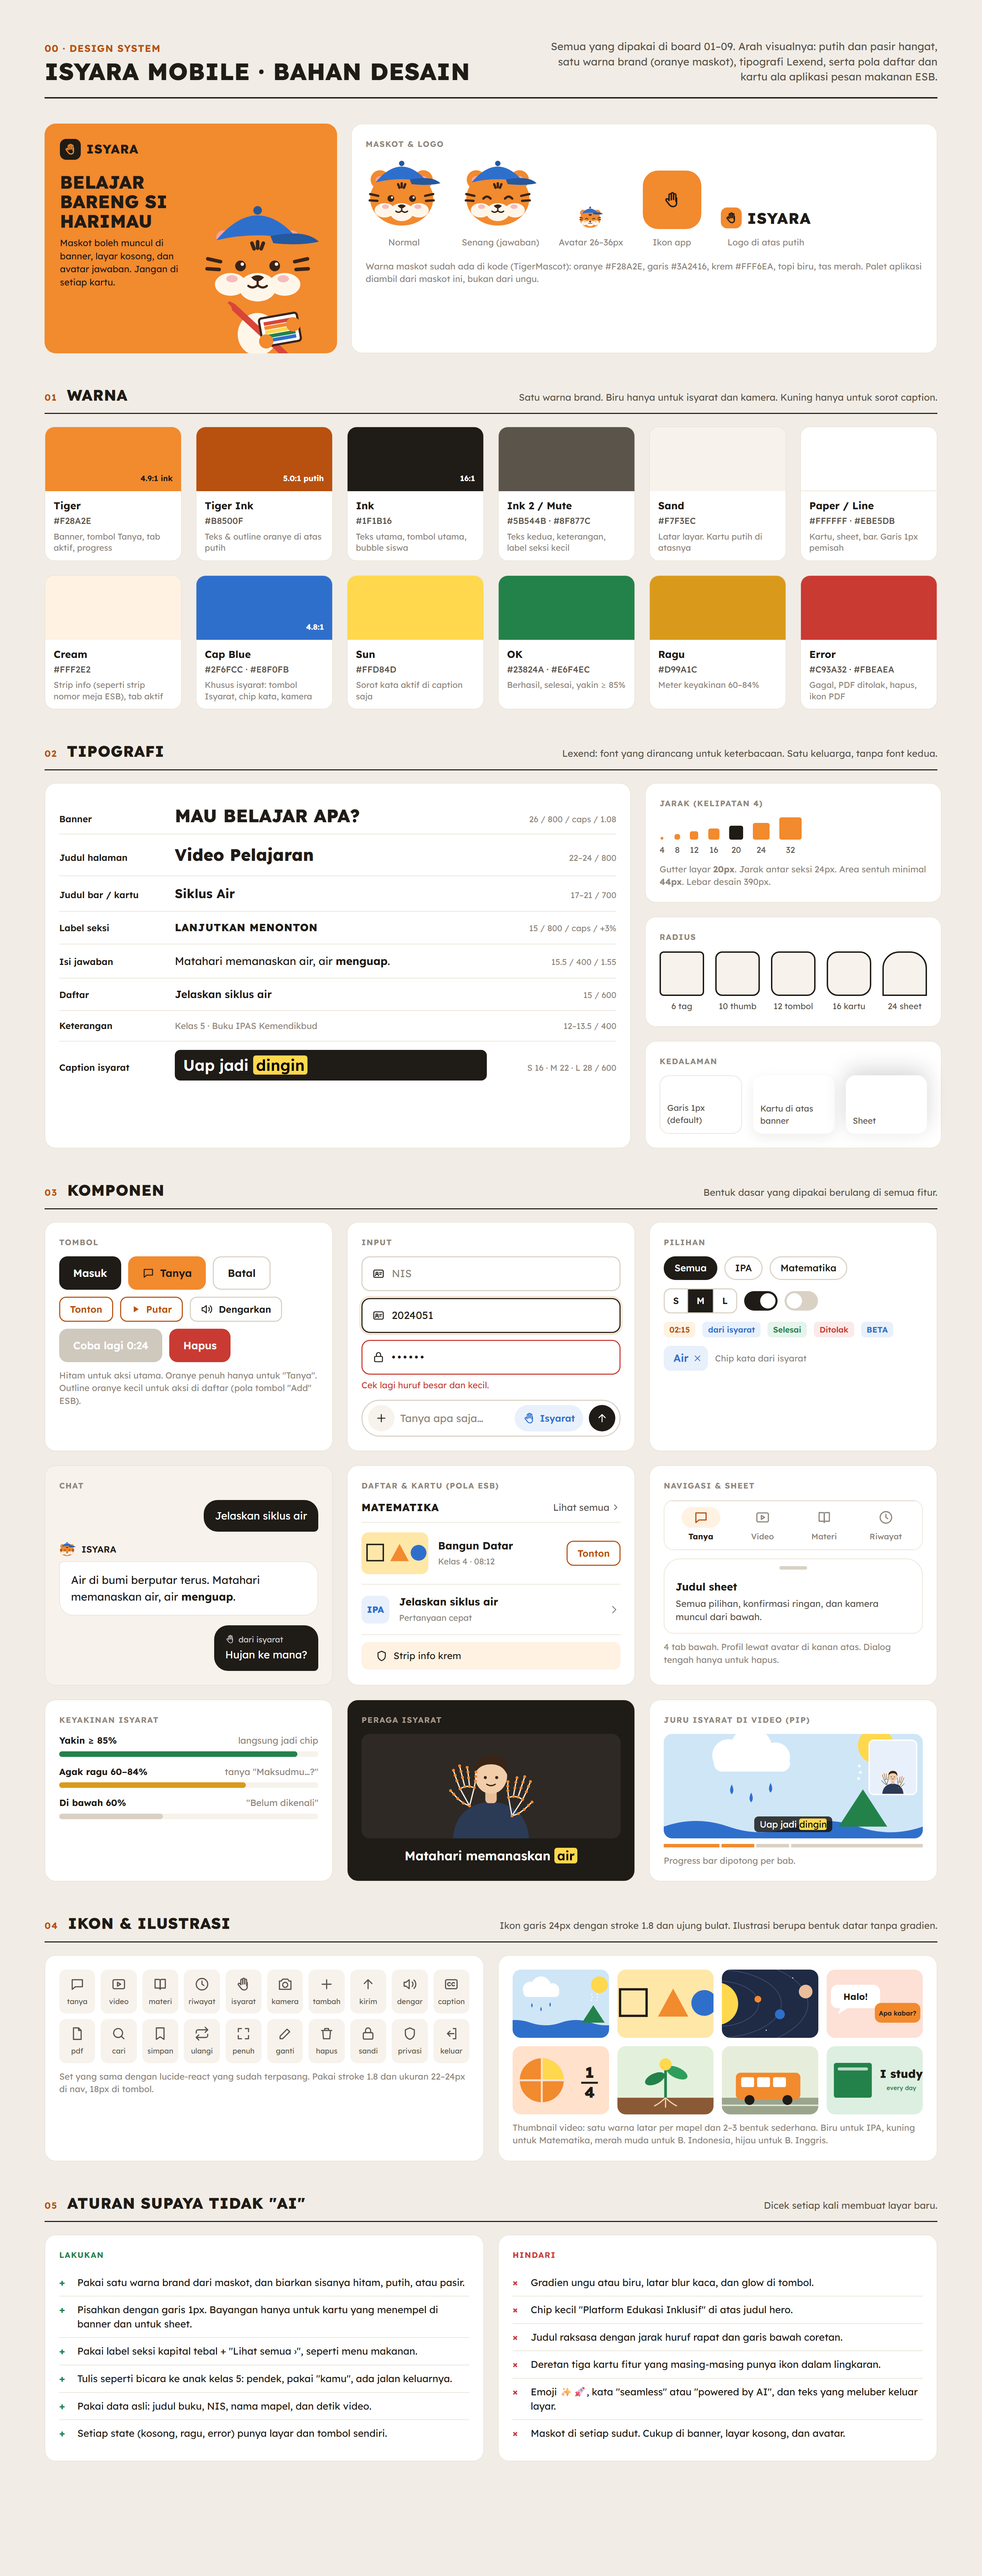 00 · DESIGN SYSTEM
ISYARA MOBILE · BAHAN DESAIN
Semua yang dipakai di board 01–09. Arah visualnya: putih dan pasir hangat,
satu warna brand (oranye maskot), tipografi Lexend, serta pola daftar dan
kartu ala aplikasi pesan makanan ESB.
ISYARA
BELAJAR
BARENG SI
HARIMAU
Maskot boleh muncul di
banner, layar kosong, dan
avatar jawaban. Jangan di
setiap kartu.
MASKOT & LOGO
ISYARA
Normal
Senang (jawaban)
Avatar 26–36px
Ikon app
Logo di atas putih
Warna maskot sudah ada di kode (TigerMascot): oranye #F28A2E, garis #3A2416, krem #FFF6EA, topi biru, tas merah. Palet aplikasi
diambil dari maskot ini, bukan dari ungu.
01 WARNA
Satu warna brand. Biru hanya untuk isyarat dan kamera. Kuning hanya untuk sorot caption.
4.9:1 ink
Tiger
#F28A2E
Banner, tombol Tanya, tab
aktif, progress
5.0:1 putih
Tiger Ink
#B8500F
Teks & outline oranye di atas
putih
16:1
Ink
#1F1B16
Teks utama, tombol utama,
bubble siswa
Ink 2 / Mute
#5B544B · #8F877C
Teks kedua, keterangan,
label seksi kecil
Sand
#F7F3EC
Latar layar. Kartu putih di
atasnya
Paper / Line
#FFFFFF · #EBE5DB
Kartu, sheet, bar. Garis 1px
pemisah
Cream
#FFF2E2
Strip info (seperti strip
nomor meja ESB), tab aktif
4.8:1
Cap Blue
#2F6FCC · #E8F0FB
Khusus isyarat: tombol
Isyarat, chip kata, kamera
Sun
#FFD84D
Sorot kata aktif di caption
saja
OK
#23824A · #E6F4EC
Berhasil, selesai, yakin ≥ 85%
Ragu
#D99A1C
Meter keyakinan 60–84%
Error
#C93A32 · #FBEAEA
Gagal, PDF ditolak, hapus,
ikon PDF
02 TIPOGRAFI
Lexend: font yang dirancang untuk keterbacaan. Satu keluarga, tanpa font kedua.
Banner
MAU BELAJAR APA?
26 / 800 / caps / 1.08
Judul halaman
Video Pelajaran
22–24 / 800
Judul bar / kartu
Siklus Air
17–21 / 700
Label seksi
LANJUTKAN MENONTON
15 / 800 / caps / +3%
Isi jawaban
Matahari memanaskan air, air menguap.
15.5 / 400 / 1.55
Daftar
Jelaskan siklus air
15 / 600
Keterangan
Kelas 5 · Buku IPAS Kemendikbud
12–13.5 / 400
Caption isyarat
Uap jadi dingin
S 16 · M 22 · L 28 / 600
JARAK (KELIPATAN 4)
4 8 12 16 20 24 32
Gutter layar 20px. Jarak antar seksi 24px. Area sentuh minimal
44px. Lebar desain 390px.
RADIUS
6 tag
10 thumb
12 tombol
16 kartu
24 sheet
KEDALAMAN
Garis 1px
(default)
Kartu di atas
banner
Sheet
03 KOMPONEN
Bentuk dasar yang dipakai berulang di semua fitur.
TOMBOL
Masuk
Tanya
Batal
Tonton
Putar
Dengarkan
Coba lagi 0:24
Hapus
Hitam untuk aksi utama. Oranye penuh hanya untuk "Tanya".
Outline oranye kecil untuk aksi di daftar (pola tombol "Add"
ESB).
INPUT
NIS
2024051
••••••
Cek lagi huruf besar dan kecil.
Tanya apa saja…
Isyarat
PILIHAN
Semua
IPA
Matematika
S M L
02:15
dari isyarat
Selesai
Ditolak
BETA
Air ×
Chip kata dari isyarat
CHAT
Jelaskan siklus air
ISYARA
Air di bumi berputar terus. Matahari
memanaskan air, air menguap.
dari isyarat
Hujan ke mana?
DAFTAR & KARTU (POLA ESB)
MATEMATIKA
Lihat semua ›
Bangun Datar
Kelas 4 · 08:12
Tonton
IPA
Jelaskan siklus air
Pertanyaan cepat
Strip info krem
NAVIGASI & SHEET
Tanya
Video
Materi
Riwayat
Judul sheet
Semua pilihan, konfirmasi ringan, dan kamera
muncul dari bawah.
4 tab bawah. Profil lewat avatar di kanan atas. Dialog
tengah hanya untuk hapus.
KEYAKINAN ISYARAT
Yakin ≥ 85%
langsung jadi chip
Agak ragu 60–84%
tanya "Maksudmu…?"
Di bawah 60%
"Belum dikenali"
PERAGA ISYARAT
Matahari memanaskan air
JURU ISYARAT DI VIDEO (PIP)
Uap jadi dingin
Progress bar dipotong per bab.
04 IKON & ILUSTRASI
Ikon garis 24px dengan stroke 1.8 dan ujung bulat. Ilustrasi berupa bentuk datar tanpa gradien.
tanya
video
materi
riwayat
isyarat
kamera
tambah
kirim
dengar
CC
caption
pdf
cari
simpan
ulangi
penuh
ganti
hapus
sandi
privasi
keluar
Set yang sama dengan lucide-react yang sudah terpasang. Pakai stroke 1.8 dan ukuran 22–24px
di nav, 18px di tombol.
Halo!
Apa kabar?
1
4
I study
every day
Thumbnail video: satu warna latar per mapel dan 2–3 bentuk sederhana. Biru untuk IPA, kuning
untuk Matematika, merah muda untuk B. Indonesia, hijau untuk B. Inggris.
05 ATURAN SUPAYA TIDAK "AI"
Dicek setiap kali membuat layar baru.
LAKUKAN
+ Pakai satu warna brand dari maskot, dan biarkan sisanya hitam, putih, atau pasir.
+ Pisahkan dengan garis 1px. Bayangan hanya untuk kartu yang menempel di
banner dan untuk sheet.
+ Pakai label seksi kapital tebal + "Lihat semua ›", seperti menu makanan.
+ Tulis seperti bicara ke anak kelas 5: pendek, pakai "kamu", ada jalan keluarnya.
+ Pakai data asli: judul buku, NIS, nama mapel, dan detik video.
+ Setiap state (kosong, ragu, error) punya layar dan tombol sendiri.
HINDARI
× Gradien ungu atau biru, latar blur kaca, dan glow di tombol.
× Chip kecil "Platform Edukasi Inklusif" di atas judul hero.
× Judul raksasa dengan jarak huruf rapat dan garis bawah coretan.
× Deretan tiga kartu fitur yang masing-masing punya ikon dalam lingkaran.
× Emoji ✨🚀, kata "seamless" atau "powered by AI", dan teks yang meluber keluar
layar.
× Maskot di setiap sudut. Cukup di banner, layar kosong, dan avatar.